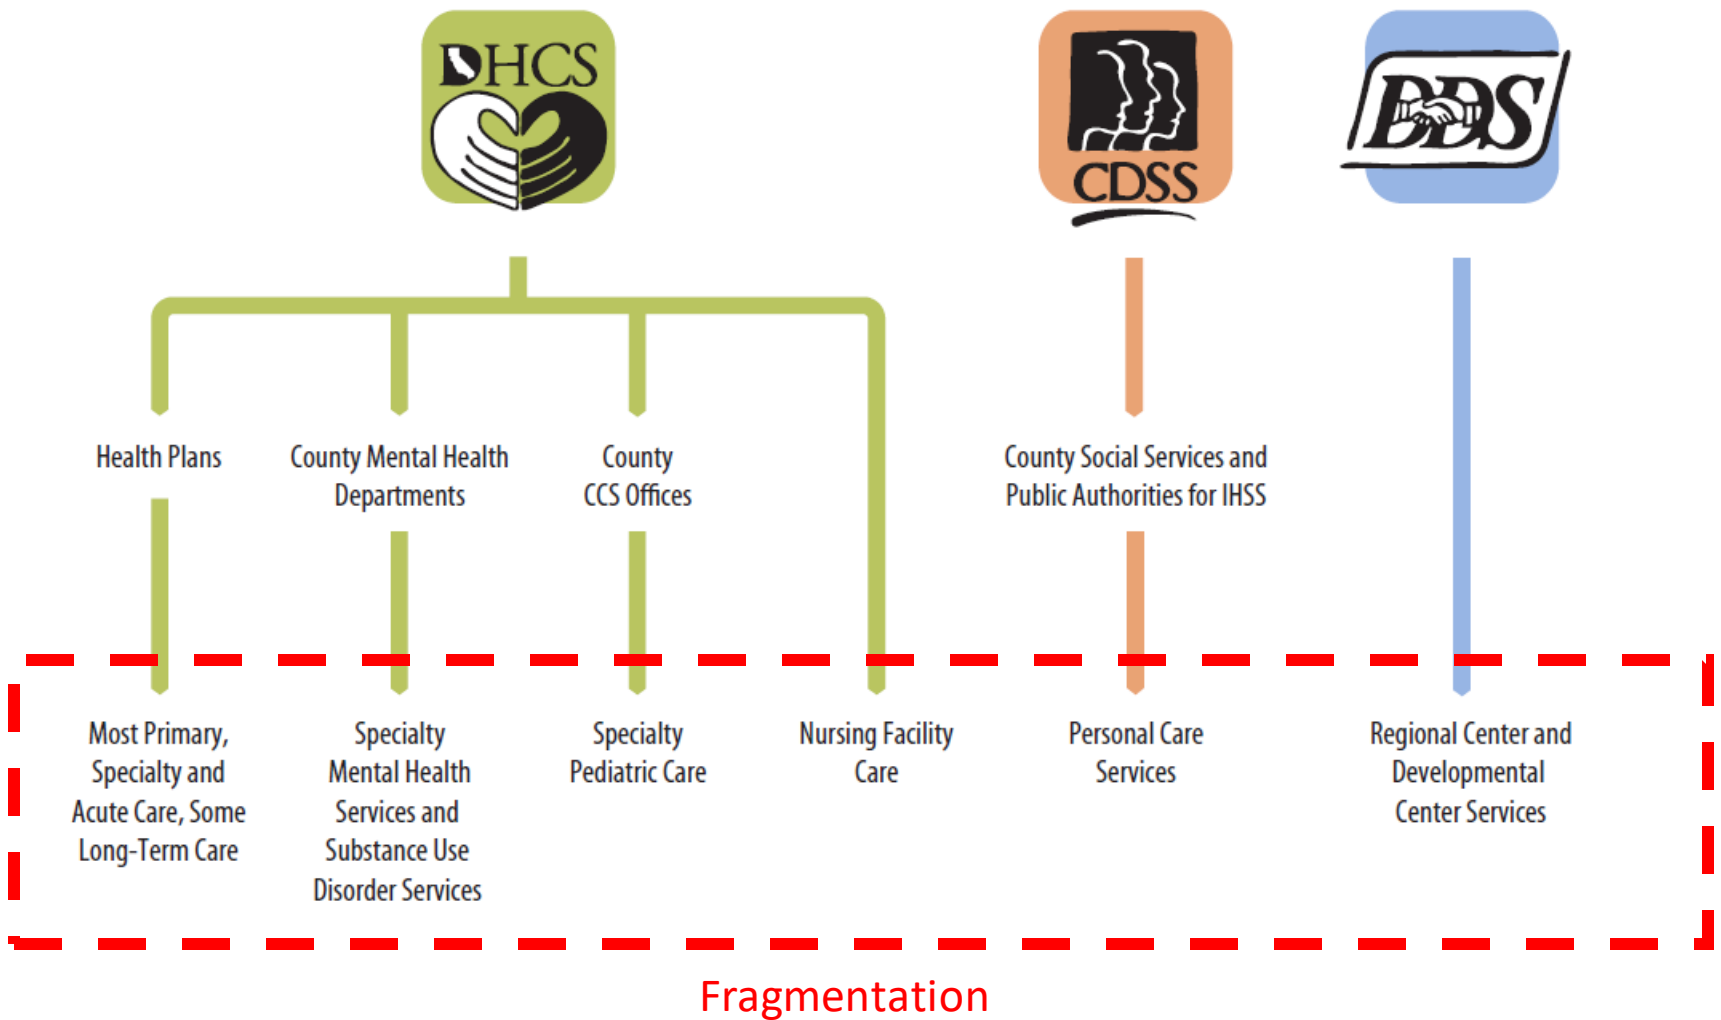 DHCS
CDSS
DDS
Health Plans
County Mental Health
Departments
County
CCS Offices
County Social Services and
Public Authorities for IHSS
Most Primary,
Specialty and
Acute Care, Some
Long-Term Care
Specialty
Mental Health
Services and
Substance Use
Disorder Services
Specialty
Pediatric Care
Nursing Facility
Care
Personal Care
Services
Regional Center and
Developmental
Center Services
Fragmentation